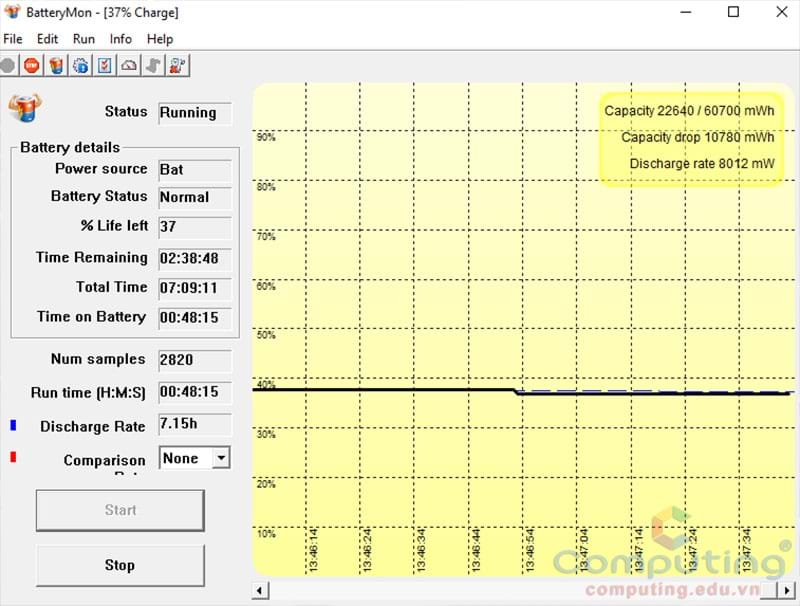 BatteryMon - [37% Charge]
File Edit Run Info Help
STOP
Status Running
Battery details
Power source Bat
Battery Status Normal
% Life left 37
Time Remaining 02:38:48
Total Time 07:09:11
Time on Battery 00:48:15
Num samples 2820
Run time (H:M:S) 00:48:15
Discharge Rate 7.15h
Comparison None
Start
Stop
Capacity 22640 / 60700 mWh
Capacity drop 10780 mWh
Discharge rate 8012 mW
90%
80%
70%
60%
50%
40%
30%
20%
10%
13:46:14
13:46:24
13:46:34
13:46:44
13:46:54
13:47:04
13:47:14
13:47:24
13:47:34
Computing®
computing.edu.vn